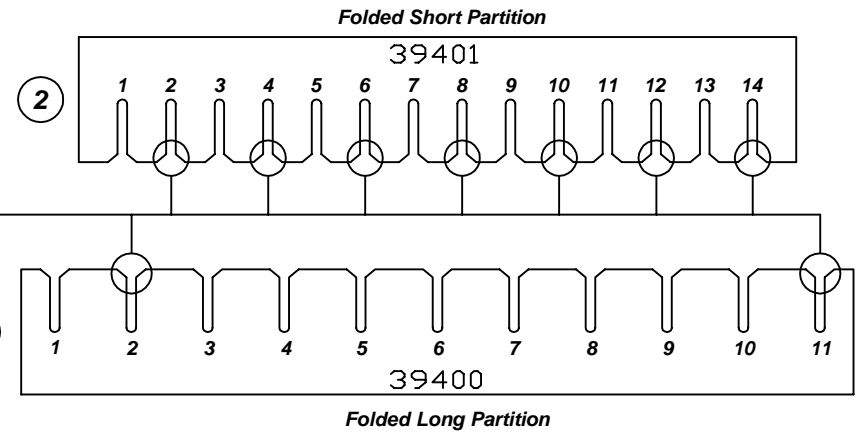 Folded Short Partition
39401
2
1 2 3 4 5 6 7 8 9 10 11 12 13 14
1 2 3 4 5 6 7 8 9 10 11
39400
Folded Long Partition